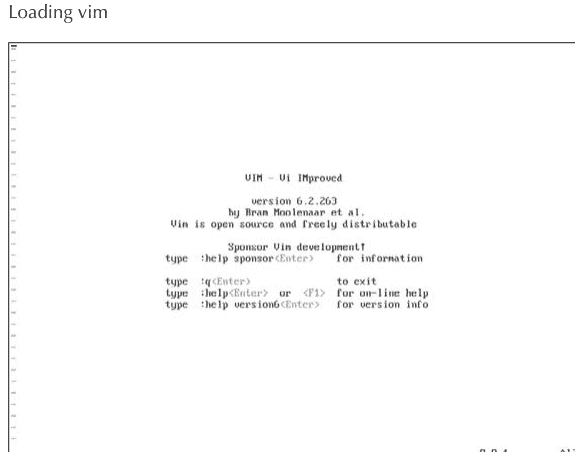 Loading vim
VIM - Vi IMproved
version 6.2.263
by Bram Moolenaar et al.
Vim is open source and freely distributable
Sponsor Vim development!
type :help sponsor<Enter> for information
type :q<Enter> to exit
type :help<Enter> or <F1> for on-line help
type :help version6<Enter> for version info